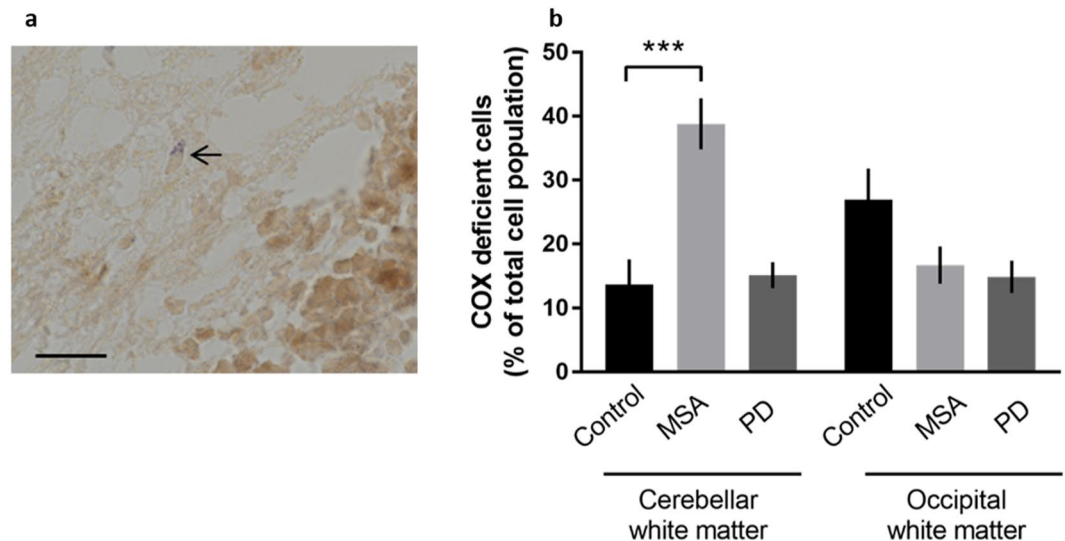 a
b
COX deficient cells
(% of total cell population)
50
40
30
20
10
0
***
Control
MSA
PD
Control
MSA
PD
Cerebellar
white matter
Occipital
white matter